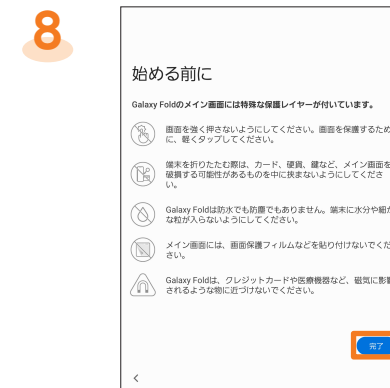 8
始める前に
Galaxy Foldのメイン画面には特殊な保護レイヤーが付いています。
画面を強く押さないようにしてください。画面を保護するため
に、軽くタップしてください。
端末を折りたたむ際は、カード、硬貨、鍵など、メイン画面を
破損する可能性があるものを中に挟まないようにしてくださ
い。
Galaxy Foldは防水でも防塵でもありません。端末に水分や細か
な粒が入らないようにしてください。
メイン画面には、画面保護フィルムなどを貼り付けないでくだ
さい。
Galaxy Foldは、クレジットカードや医療機器など、磁気に影響
されるような物に近づけないでください。
完了